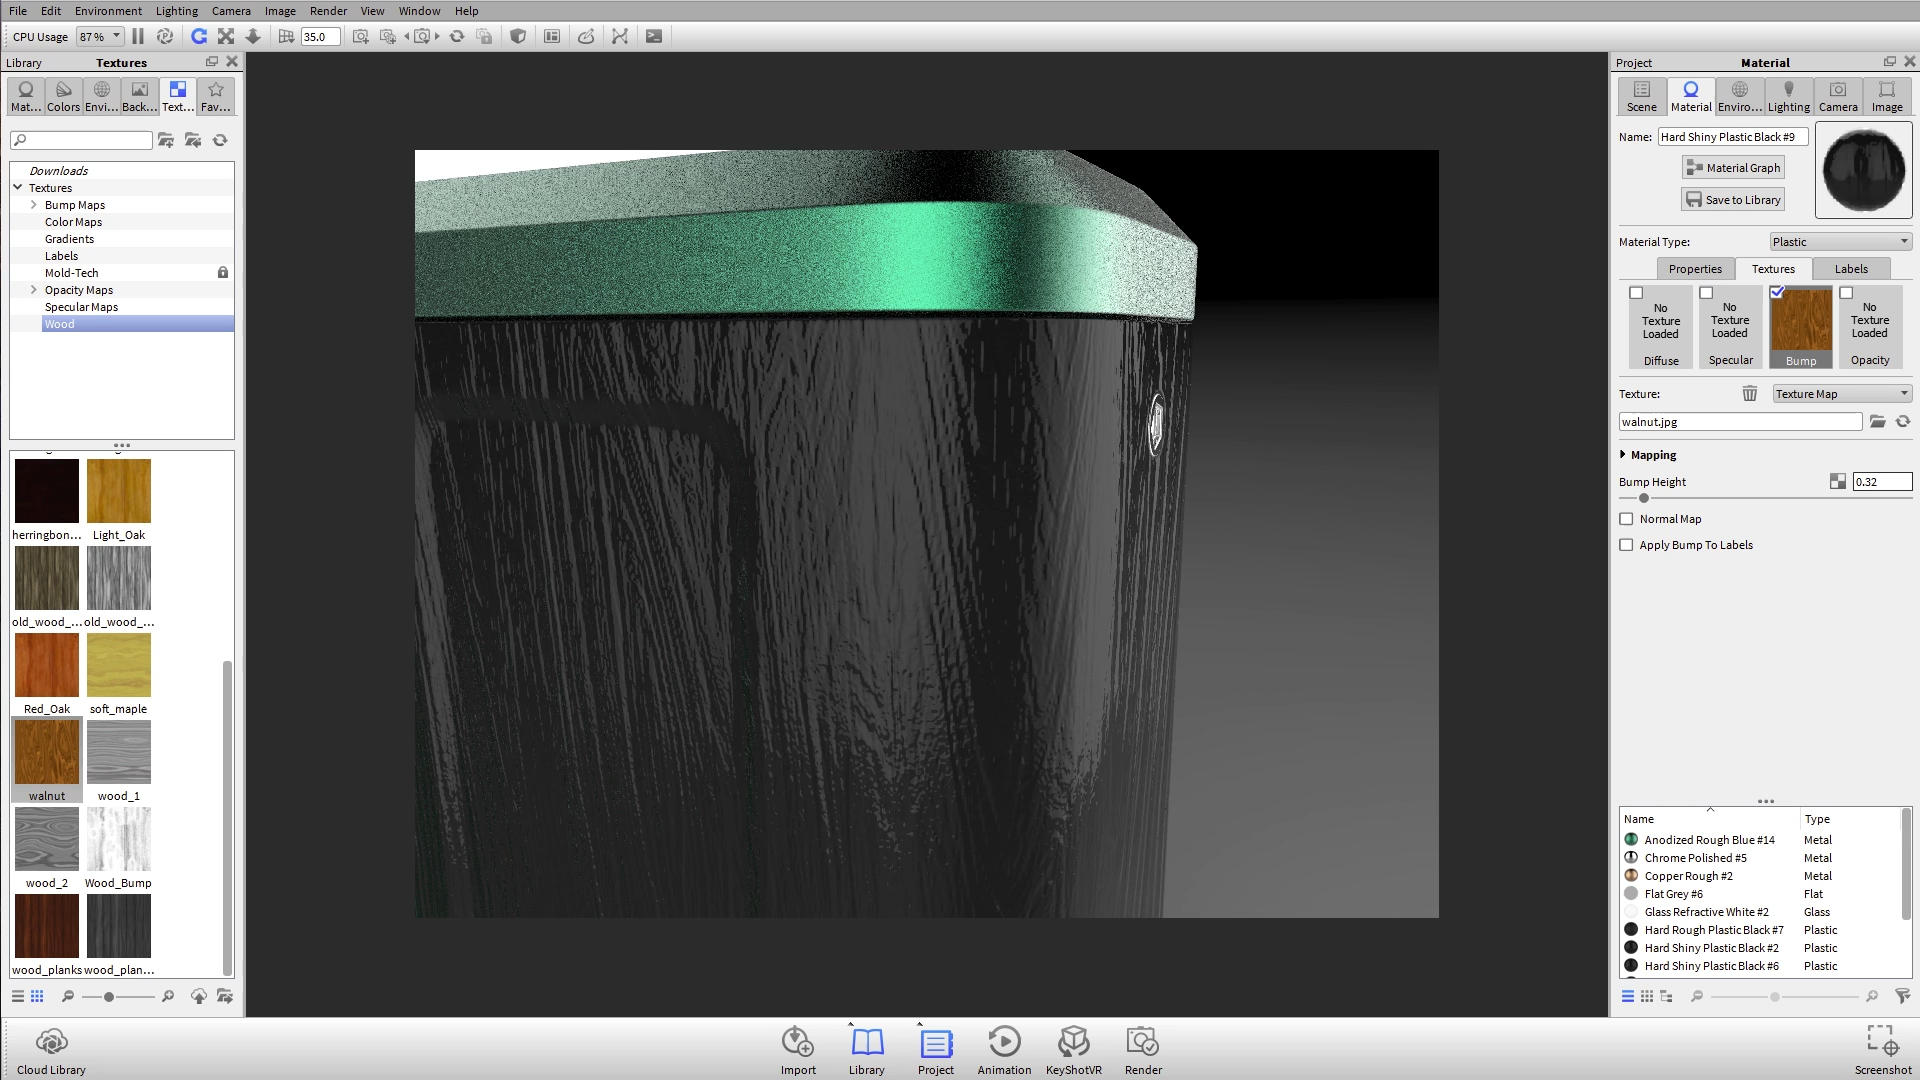 File Edit Environment Lighting Camera Image Render View Window Help
CPU Usage 87 % 35.0
Library Textures
Mat... Colors Envi... Back... Text... Fav...
Downloads
Textures
Bump Maps
Color Maps
Gradients
Labels
Mold-Tech
Opacity Maps
Specular Maps
Wood
herringbon... Light_Oak
old_wood_... old_wood_...
Red_Oak soft_maple
walnut wood_1
wood_2 Wood_Bump
wood_planks wood_plan...
Project Material
Scene Material Enviro... Lighting Camera Image
Name: Hard Shiny Plastic Black #9
Material Graph
Save to Library
Material Type: Plastic
Properties Textures Labels
No Texture Loaded No Texture Loaded No Texture Loaded
Diffuse Specular Bump Opacity
Texture: Texture Map
walnut.jpg
Mapping
Bump Height 0.32
Normal Map
Apply Bump To Labels
Name Type
Anodized Rough Blue #14 Metal
Chrome Polished #5 Metal
Copper Rough #2 Metal
Flat Grey #6 Flat
Glass Refractive White #2 Glass
Hard Rough Plastic Black #7 Plastic
Hard Shiny Plastic Black #2 Plastic
Hard Shiny Plastic Black #6 Plastic
Cloud Library Import Library Project Animation KeyShotVR Render Screenshot